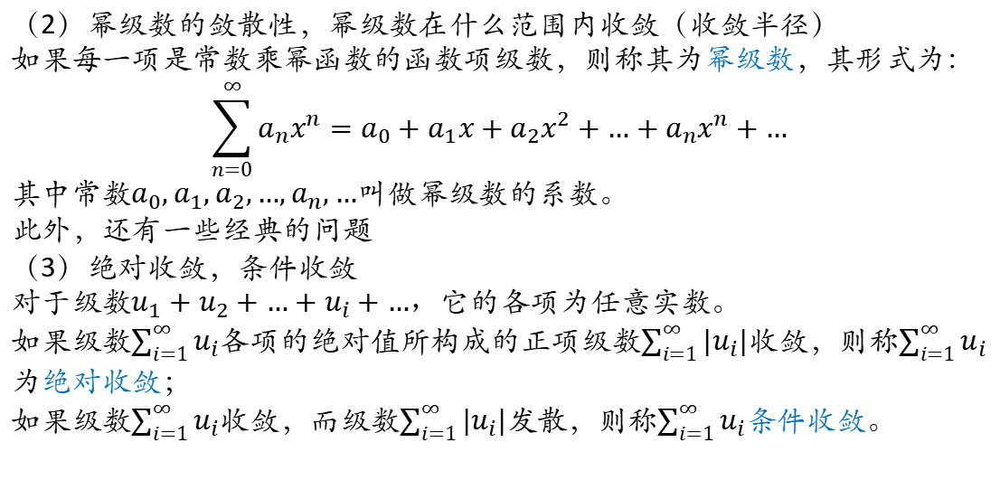 （2）幂级数的敛散性，幂级数在什么范围内收敛（收敛半径）
如果每一项是常数乘幂函数的函数项级数，则称其为幂级数，其形式为：
$\sum_{n=0}^{\infty} a_n x^n = a_0 + a_1 x + a_2 x^2 + \ldots + a_n x^n + \ldots$
其中常数$a_0, a_1, a_2, \ldots, a_n, \ldots$叫做幂级数的系数。
此外，还有一些经典的问题
（3）绝对收敛，条件收敛
对于级数$u_1 + u_2 + \ldots + u_i + \ldots$，它的各项为任意实数。
如果级数$\sum_{i=1}^{\infty} u_i$各项的绝对值所构成的正项级数$\sum_{i=1}^{\infty} |u_i|$收敛，则称$\sum_{i=1}^{\infty} u_i$
为绝对收敛；
如果级数$\sum_{i=1}^{\infty} u_i$收敛，而级数$\sum_{i=1}^{\infty} |u_i|$发散，则称$\sum_{i=1}^{\infty} u_i$条件收敛。